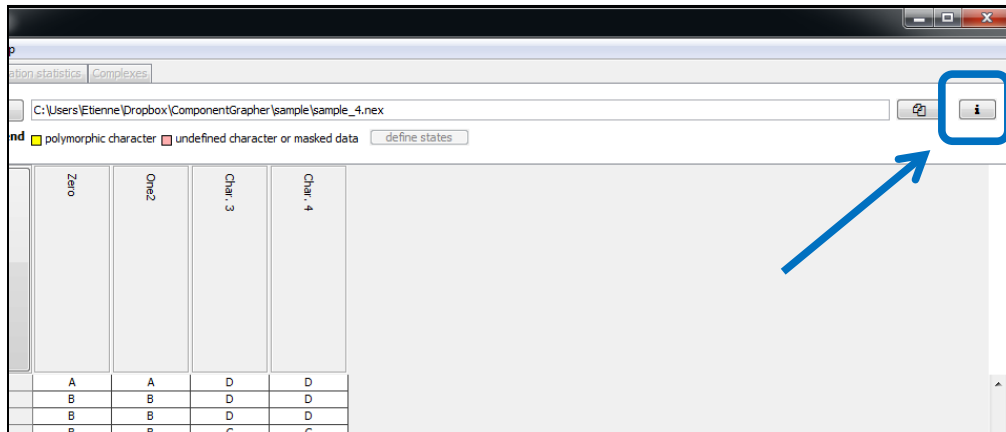 p
ation statistics Complexes
C:\Users\Etienne\Dropbox\ComponentGrapher\sample\sample_4.nex i
end polymorphic character undefined character or masked data define states
Zero One2 Char. 3 Char. 4
A A D D
B B D D
B B D D
B B C C